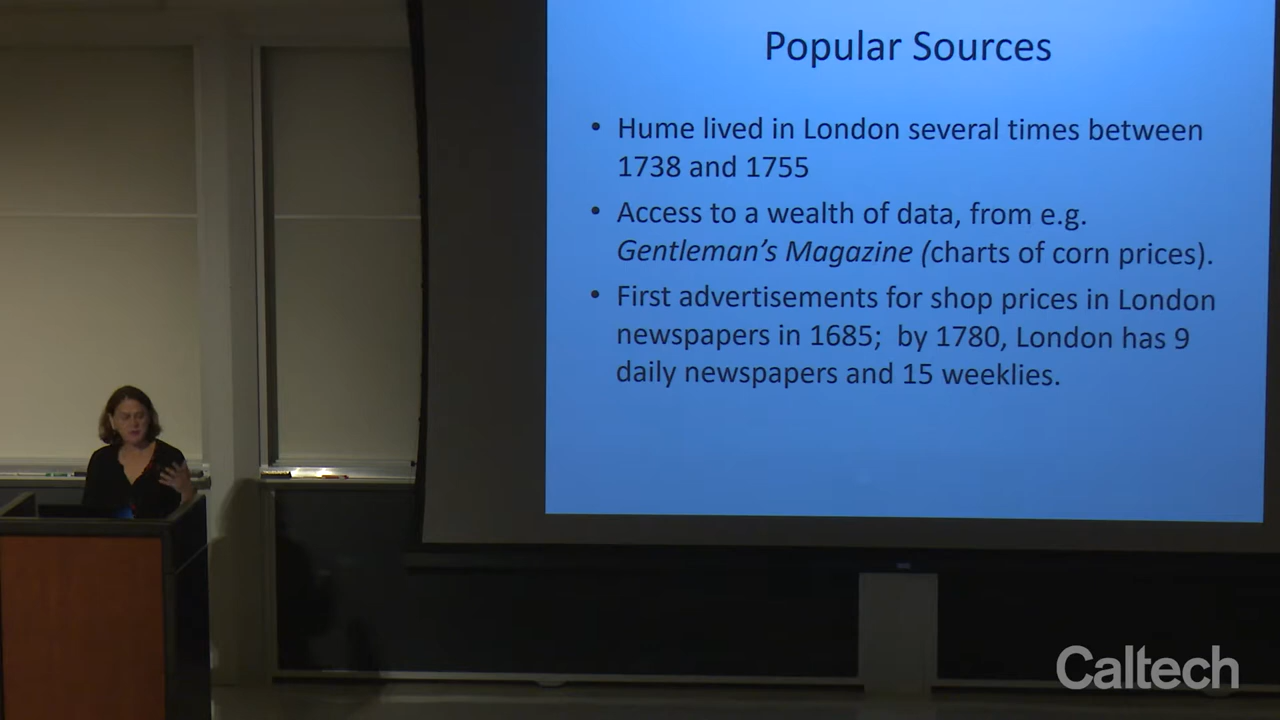 Popular Sources
• Hume lived in London several times between
1738 and 1755
• Access to a wealth of data, from e.g.
Gentleman's Magazine (charts of corn prices).
• First advertisements for shop prices in London
newspapers in 1685;  by 1780, London has 9
daily newspapers and 15 weeklies.
Caltech